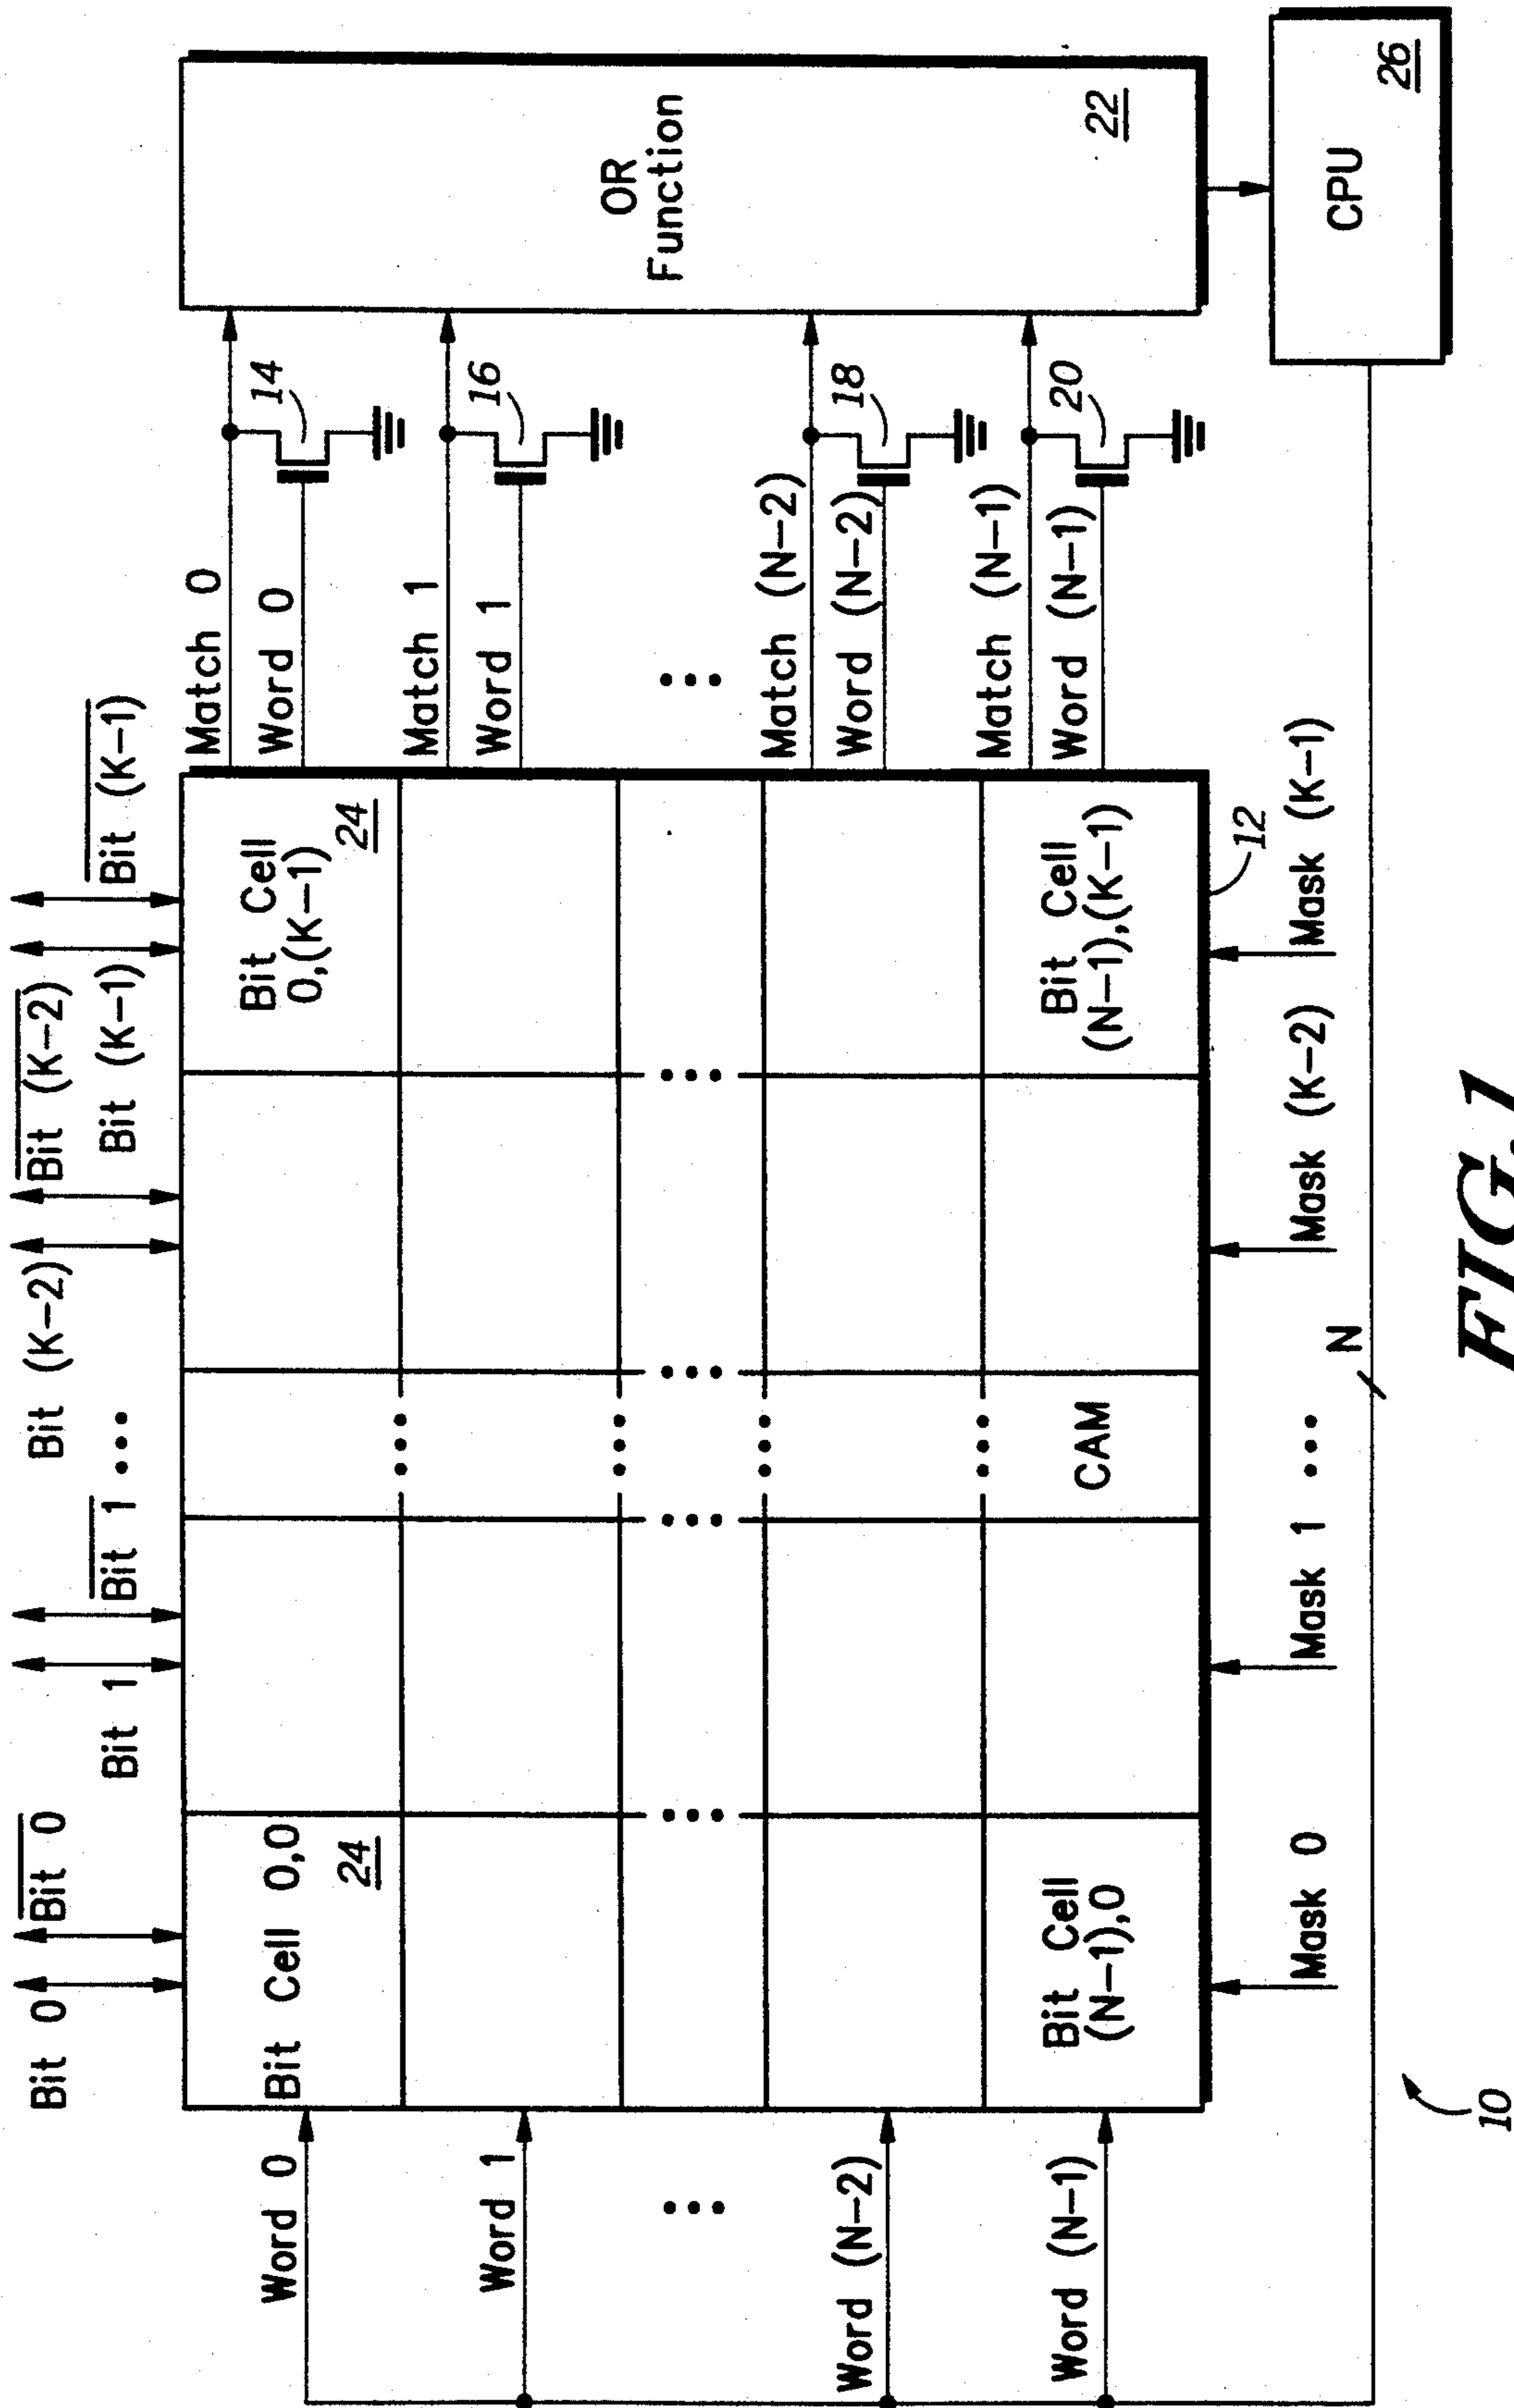 Bit 0
B̅i̅t̅ ̅0̅
Bit 1
B̅i̅t̅ ̅1̅
...
Bit (K-2)
B̅i̅t̅ ̅(̅K̅-̅2̅)̅
Bit (K-1)
B̅i̅t̅ ̅(̅K̅-̅1̅)̅
Word 0
Word 1
...
Word (N-2)
Word (N-1)
Bit Cell 0,0
24
Bit Cell
0,(K-1)
24
Bit Cell
(N-1),0
CAM
Bit Cell
(N-1),(K-1)
12
Match 0
Word 0
14
Match 1
Word 1
16
...
Match (N-2)
Word (N-2)
18
Match (N-1)
Word (N-1)
20
OR
Function
22
CPU
26
Mask 0
Mask 1
...
Mask (K-2)
Mask (K-1)
N
10
FIG.1